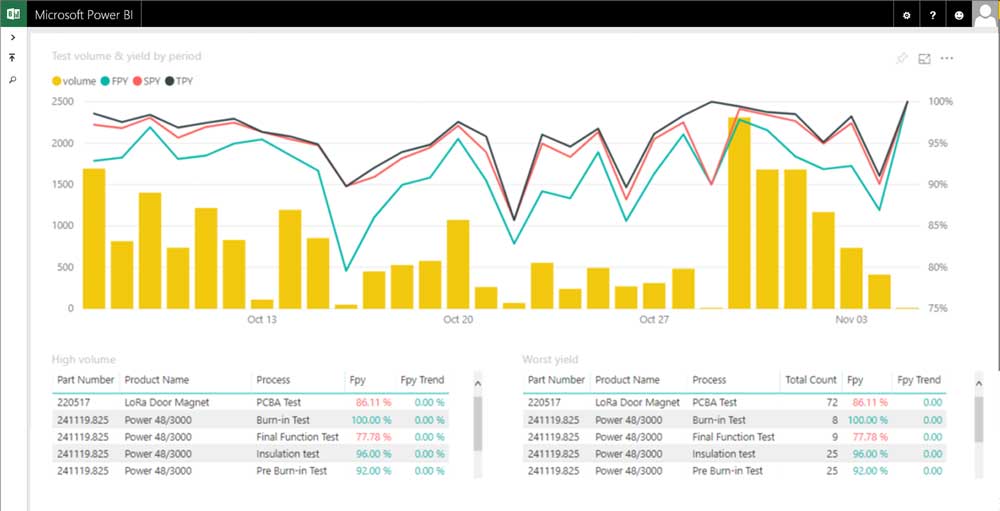 Microsoft Power BI
Test volume & yield by period
volume FPY SPY TPY
2500 100%
2000 95%
1500 90%
1000 85%
500 80%
0 75%
Oct 13 Oct 20 Oct 27 Nov 03
High volume
Part Number Product Name Process Fpy Fpy Trend
220517 LoRa Door Magnet PCBA Test 86.11 % 0.00 %
241119.825 Power 48/3000 Burn-in Test 100.00 % 0.00 %
241119.825 Power 48/3000 Final Function Test 77.78 % 0.00 %
241119.825 Power 48/3000 Insulation test 96.00 % 0.00 %
241119.825 Power 48/3000 Pre Burn-in Test 92.00 % 0.00 %
Worst yield
Part Number Product Name Process Total Count Fpy Fpy Trend
220517 LoRa Door Magnet PCBA Test 72 86.11 % 0.00
241119.825 Power 48/3000 Burn-in Test 8 100.00 % 0.00
241119.825 Power 48/3000 Final Function Test 9 77.78 % 0.00
241119.825 Power 48/3000 Insulation test 25 96.00 % 0.00
241119.825 Power 48/3000 Pre Burn-in Test 25 92.00 % 0.00